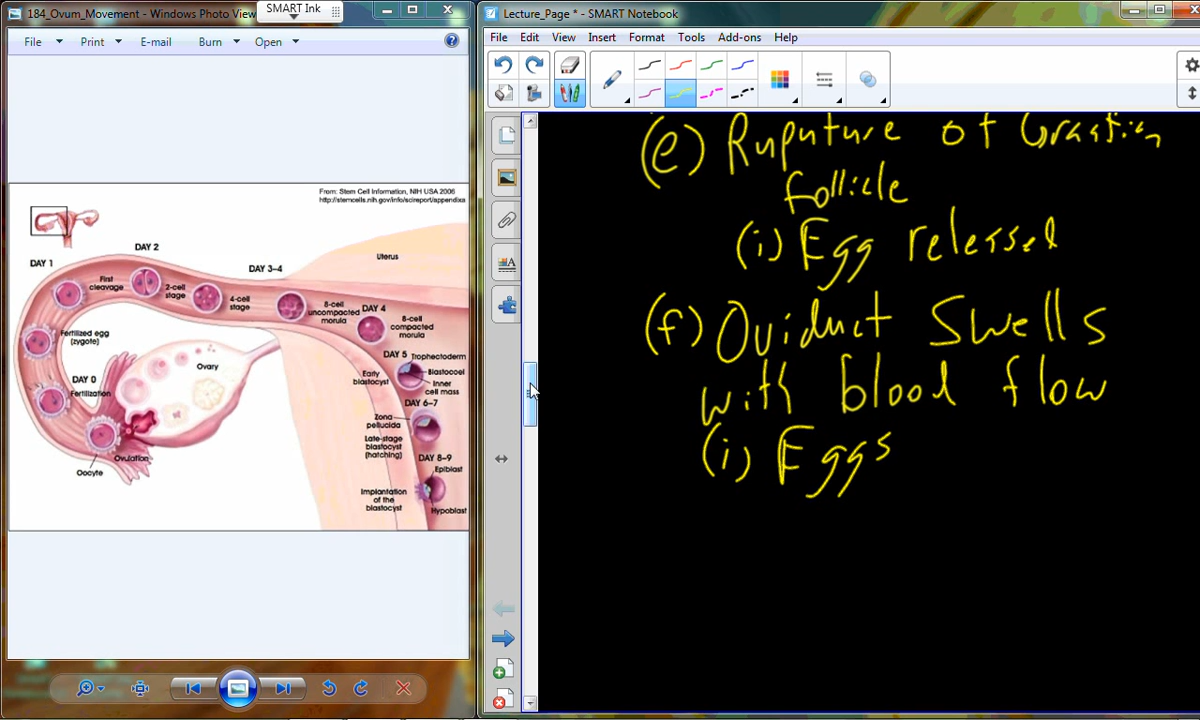 184_Ovum_Movement - Windows Photo View
SMART Ink
File Print E-mail Burn Open
From: Stem Cell Information, NIH USA 2006
http://stemcells.nih.gov/info/scireport/appendixa
DAY 2
DAY 1
DAY 3–4
Uterus
First
cleavage
2-cell
stage
4-cell
stage
8-cell
uncompacted
morula
DAY 4
8-cell
compacted
morula
Fertilized egg
(zygote)
DAY 0
Fertilization
Ovary
DAY 5
Trophectoderm
Early
blastocyst
Blastocoel
Inner
cell mass
DAY 6–7
Zona
pellucida
Late-stage
blastocyst
(hatching)
Ovulation
Oocyte
DAY 8–9
Epiblast
Implantation
of the
blastocyst
Hypoblast
Lecture_Page * - SMART Notebook
File Edit View Insert Format Tools Add-ons Help
(e) Ruputure of Graafian
follicle
(i) Egg released
(f) Oviduct Swells
with blood flow
(i) Eggs